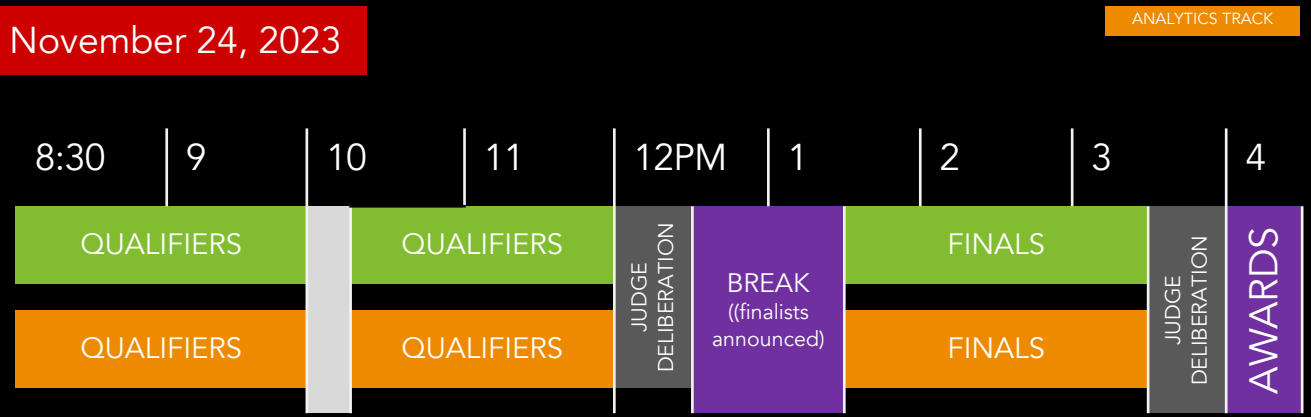 November 24, 2023
ANALYTICS TRACK
8:30
9
10
11
12PM
1
2
3
4
QUALIFIERS
QUALIFIERS
JUDGE
DELIBERATION
BREAK
((finalists
announced)
FINALS
JUDGE
DELIBERATION
AWARDS
QUALIFIERS
QUALIFIERS
FINALS